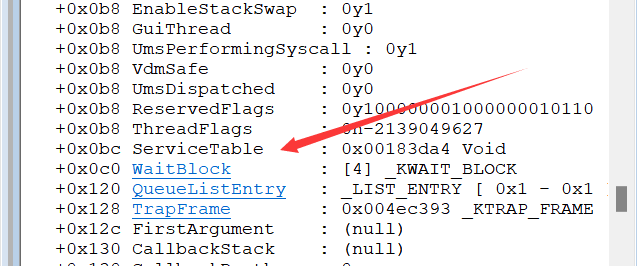 +0x0b8 EnableStackSwap : 0y1
+0x0b8 GuiThread : 0y0
+0x0b8 UmsPerformingSyscall : 0y1
+0x0b8 VdmSafe : 0y0
+0x0b8 UmsDispatched : 0y0
+0x0b8 ReservedFlags : 0y100000001000000010110
+0x0b8 ThreadFlags : 0n-2139049627
+0x0bc ServiceTable : 0x00183da4 Void
+0x0c0 WaitBlock : [4] _KWAIT_BLOCK
+0x120 QueueListEntry : _LIST_ENTRY [ 0x1 - 0x1 ]
+0x128 TrapFrame : 0x004ec393 _KTRAP_FRAME
+0x12c FirstArgument : (null)
+0x130 CallbackStack : (null)